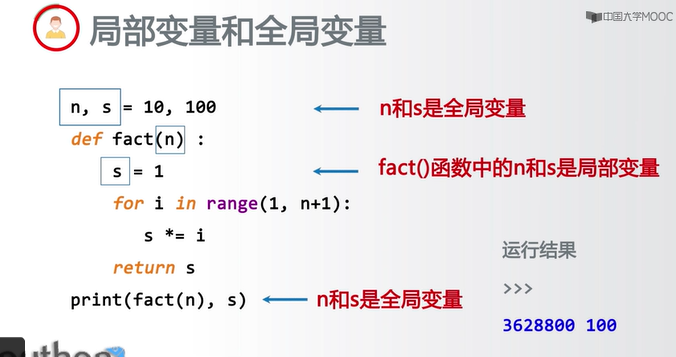 局部变量和全局变量
中国大学MOOC
n, s = 10, 100
n和s是全局变量
def fact(n) :
s = 1
fact()函数中的n和s是局部变量
for i in range(1, n+1):
s *= i
return s
print(fact(n), s)
n和s是全局变量
运行结果
>>>
3628800 100